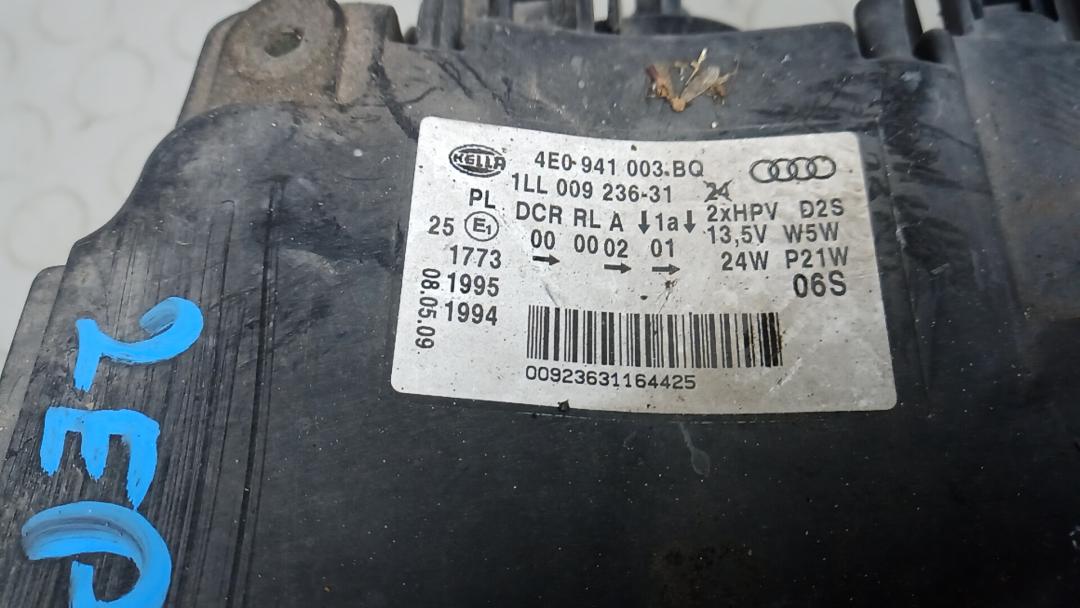 HELLA 4E0 941 003.BQ
1LL 009 236-31 24
PL DCR RL A ↓1a↓ 2xHPV D2S
25 E1 00 00 02 01 13,5V W5W
1773 → → → 24W P21W
1995 06S
1994
08.05.09
00923631164425
2EP